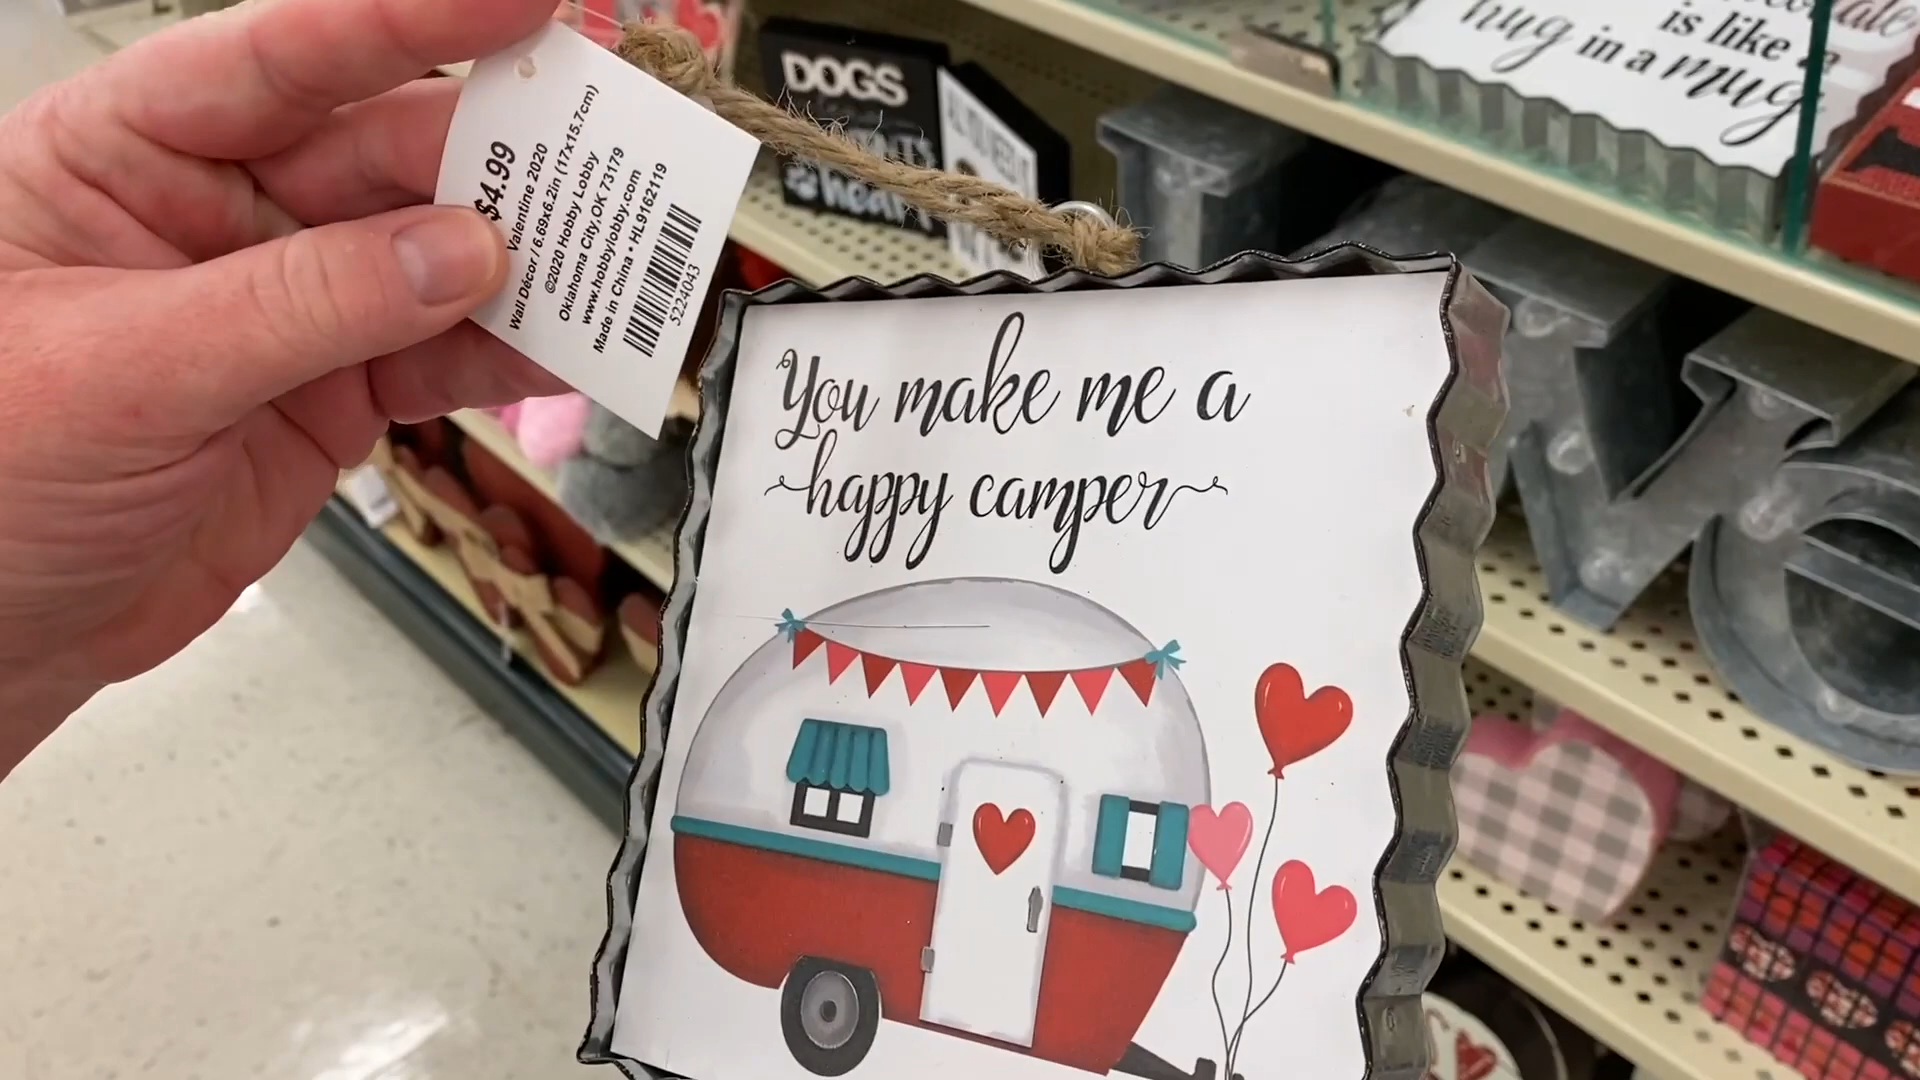 $4.99
Valentine 2020
Wall Décor / 6.69x6.2in (17x15.7cm)
©2020 Hobby Lobby
Oklahoma City, OK 73179
www.hobbylobby.com
Made in China • HL9162119
5224043
You make me a
happy camper
DOGS
heart
is like a
hug in a mug